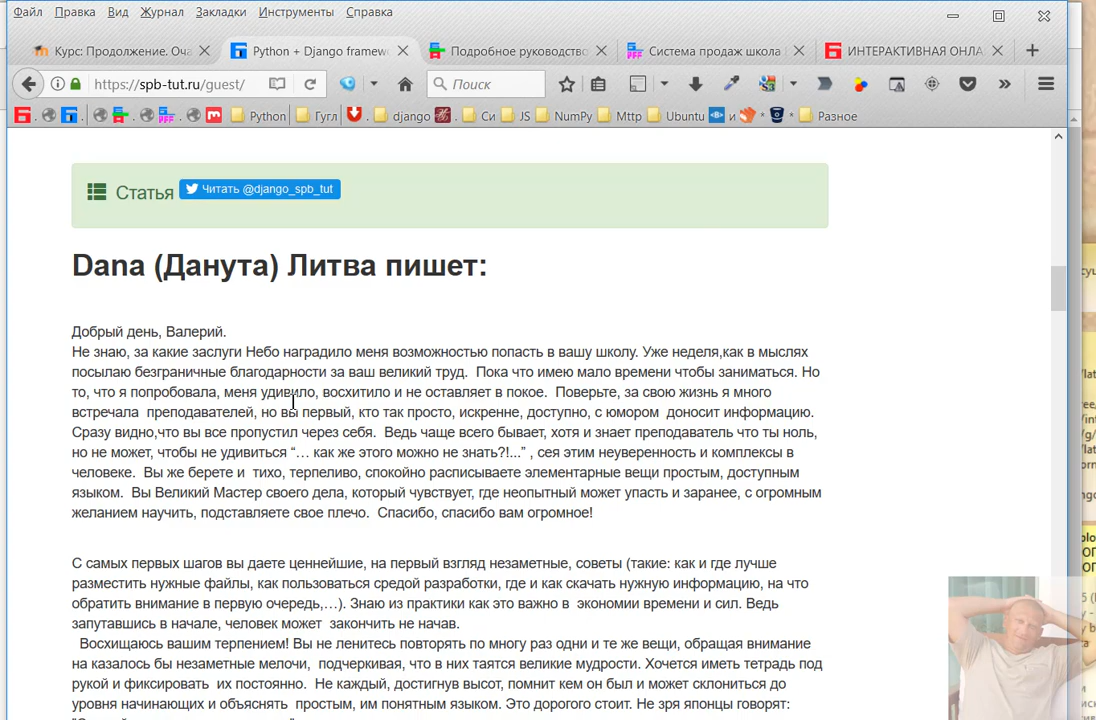 Файл Правка Вид Журнал Закладки Инструменты Справка
Курс: Продолжение. Оча Python + Django framew Подробное руководство Система продаж школа ИНТЕРАКТИВНАЯ ОНЛА
https://spb-tut.ru/guest/ Поиск
Python Гугл django Си JS NumPy Mttp Ubuntu и Разное
Статья Читать @django_spb_tut
Dana (Данута) Литва пишет:
Добрый день, Валерий.
Не знаю, за какие заслуги Небо наградило меня возможностью попасть в вашу школу. Уже неделя,как в мыслях
посылаю безграничные благодарности за ваш великий труд. Пока что имею мало времени чтобы заниматься. Но
то, что я попробовала, меня удивило, восхитило и не оставляет в покое. Поверьте, за свою жизнь я много
встречала преподавателей, но вы первый, кто так просто, искренне, доступно, с юмором доносит информацию.
Сразу видно,что вы все пропустил через себя. Ведь чаще всего бывает, хотя и знает преподаватель что ты ноль,
но не может, чтобы не удивиться “… как же этого можно не знать?!...” , сея этим неуверенность и комплексы в
человеке. Вы же берете и тихо, терпеливо, спокойно расписываете элементарные вещи простым, доступным
языком. Вы Великий Мастер своего дела, который чувствует, где неопытный может упасть и заранее, с огромным
желанием научить, подставляете свое плечо. Спасибо, спасибо вам огромное!
С самых первых шагов вы даете ценнейшие, на первый взгляд незаметные, советы (такие: как и где лучше
разместить нужные файлы, как пользоваться средой разработки, где и как скачать нужную информацию, на что
обратить внимание в первую очередь,…). Знаю из практики как это важно в экономии времени и сил. Ведь
запутавшись в начале, человек может закончить не начав.
Восхищаюсь вашим терпением! Вы не ленитесь повторять по многу раз одни и те же вещи, обращая внимание
на казалось бы незаметные мелочи, подчеркивая, что в них таятся великие мудрости. Хочется иметь тетрадь под
рукой и фиксировать их постоянно. Не каждый, достигнув высот, помнит кем он был и может склониться до
уровня начинающих и объяснять простым, им понятным языком. Это дорогого стоит. Не зря японцы говорят: